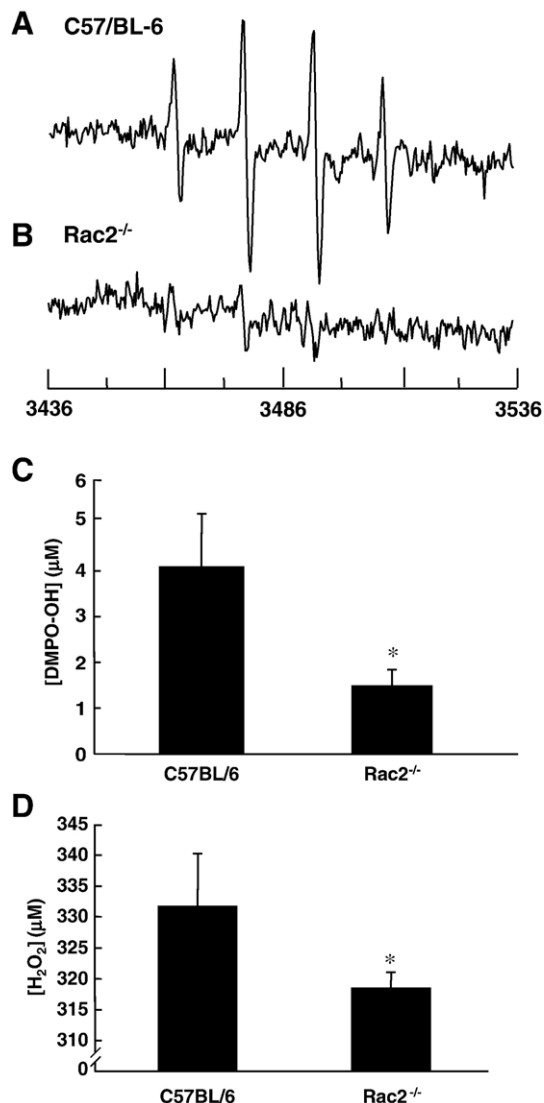 A C57/BL-6
B Rac2-/-
3436 3486 3536
C
6
5
4
3
2
1
0
[DMPO-OH] (μM)
*
C57BL/6 Rac2-/-
D
345
340
335
330
325
320
315
310
0
[H2O2] (μM)
*
C57BL/6 Rac2-/-